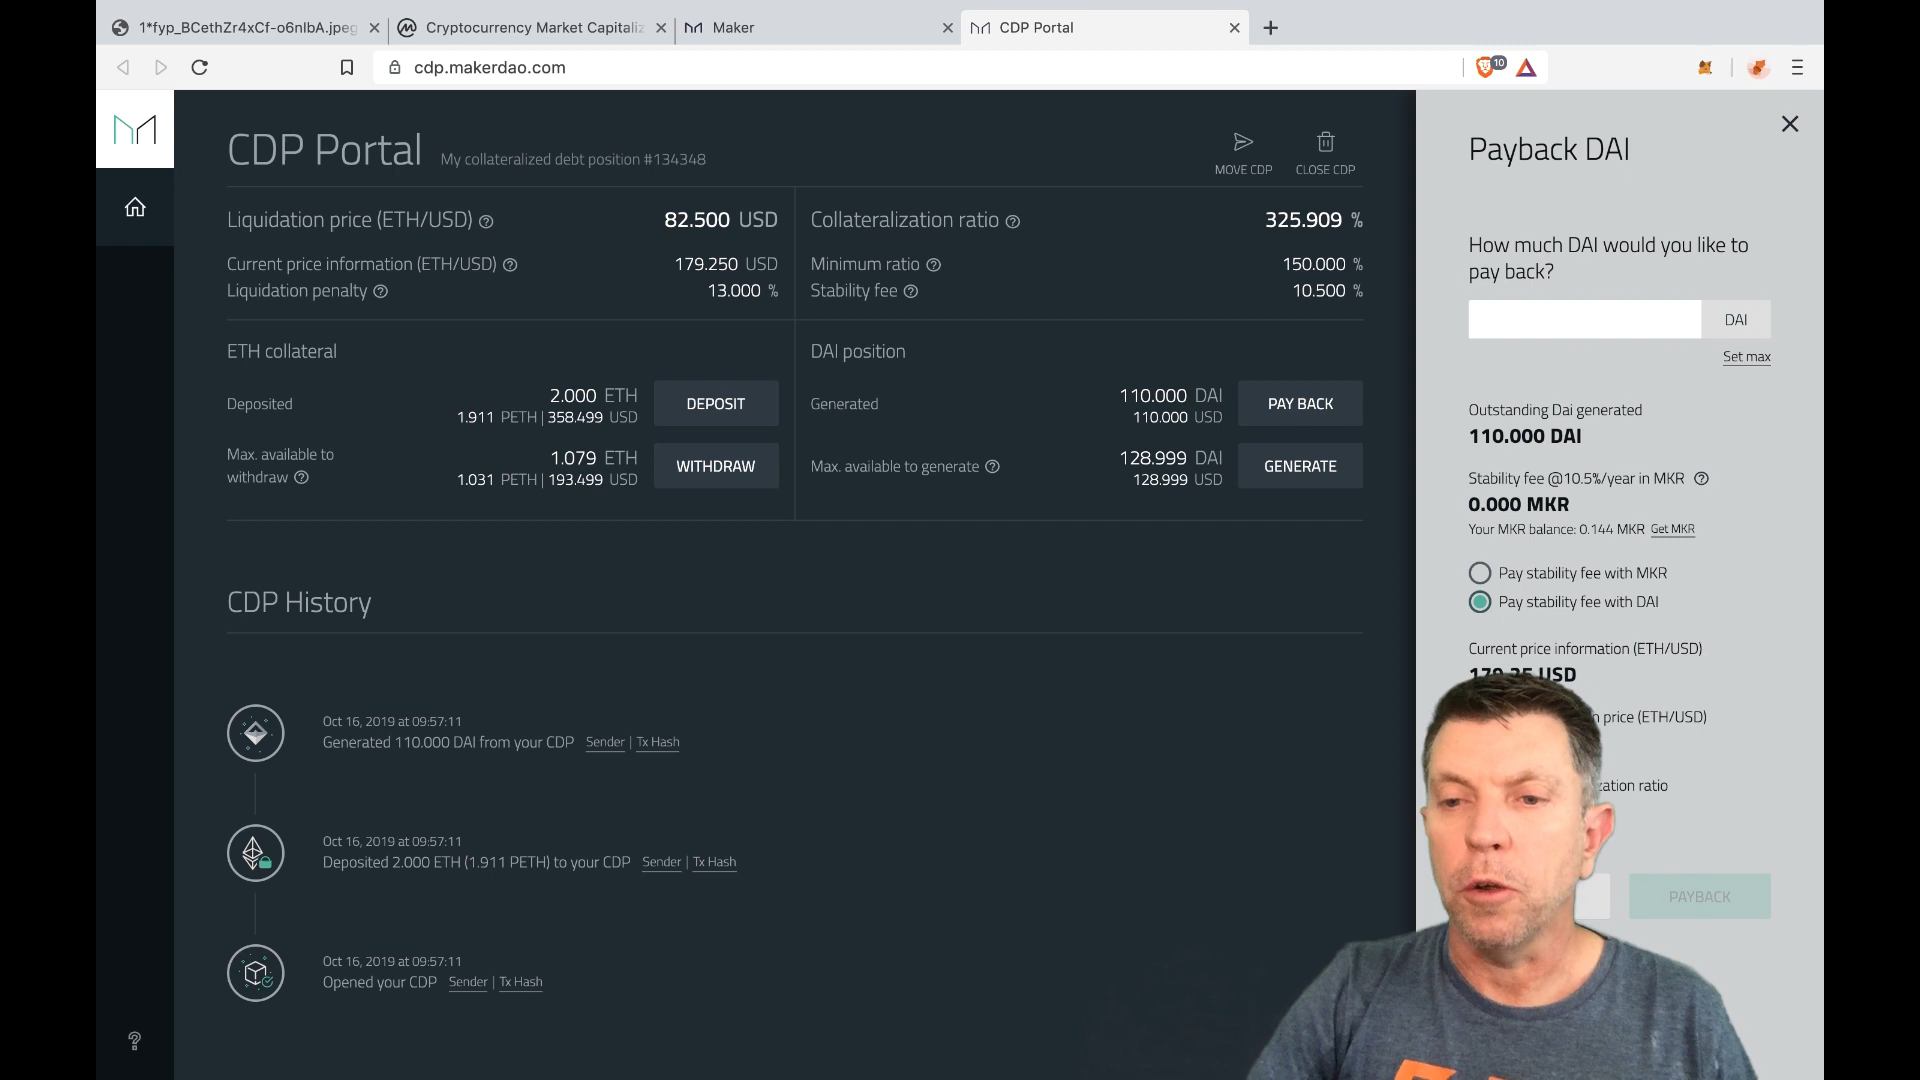 1*fyp_BCethZr4xCf-o6nlbA.jpeg
Cryptocurrency Market Capitaliz
Maker
CDP Portal
cdp.makerdao.com
10
CDP Portal
My collateralized debt position #134348
MOVE CDP
CLOSE CDP
Liquidation price (ETH/USD) ?
82.500 USD
Current price information (ETH/USD) ?
179.250 USD
Liquidation penalty ?
13.000 %
Collateralization ratio ?
325.909 %
Minimum ratio ?
150.000 %
Stability fee ?
10.500 %
ETH collateral
Deposited
2.000 ETH
1.911 PETH | 358.499 USD
DEPOSIT
Max. available to
withdraw ?
1.079 ETH
1.031 PETH | 193.499 USD
WITHDRAW
DAI position
Generated
110.000 DAI
110.000 USD
PAY BACK
Max. available to generate ?
128.999 DAI
128.999 USD
GENERATE
CDP History
Oct 16, 2019 at 09:57:11
Generated 110.000 DAI from your CDP Sender | Tx Hash
Oct 16, 2019 at 09:57:11
Deposited 2.000 ETH (1.911 PETH) to your CDP Sender | Tx Hash
Oct 16, 2019 at 09:57:11
Opened your CDP Sender | Tx Hash
?
Payback DAI
How much DAI would you like to
pay back?
DAI
Set max
Outstanding Dai generated
110.000 DAI
Stability fee @10.5%/year in MKR ?
0.000 MKR
Your MKR balance: 0.144 MKR Get MKR
Pay stability fee with MKR
Pay stability fee with DAI
Current price information (ETH/USD)
179.25 USD
price (ETH/USD)
ratio
PAYBACK